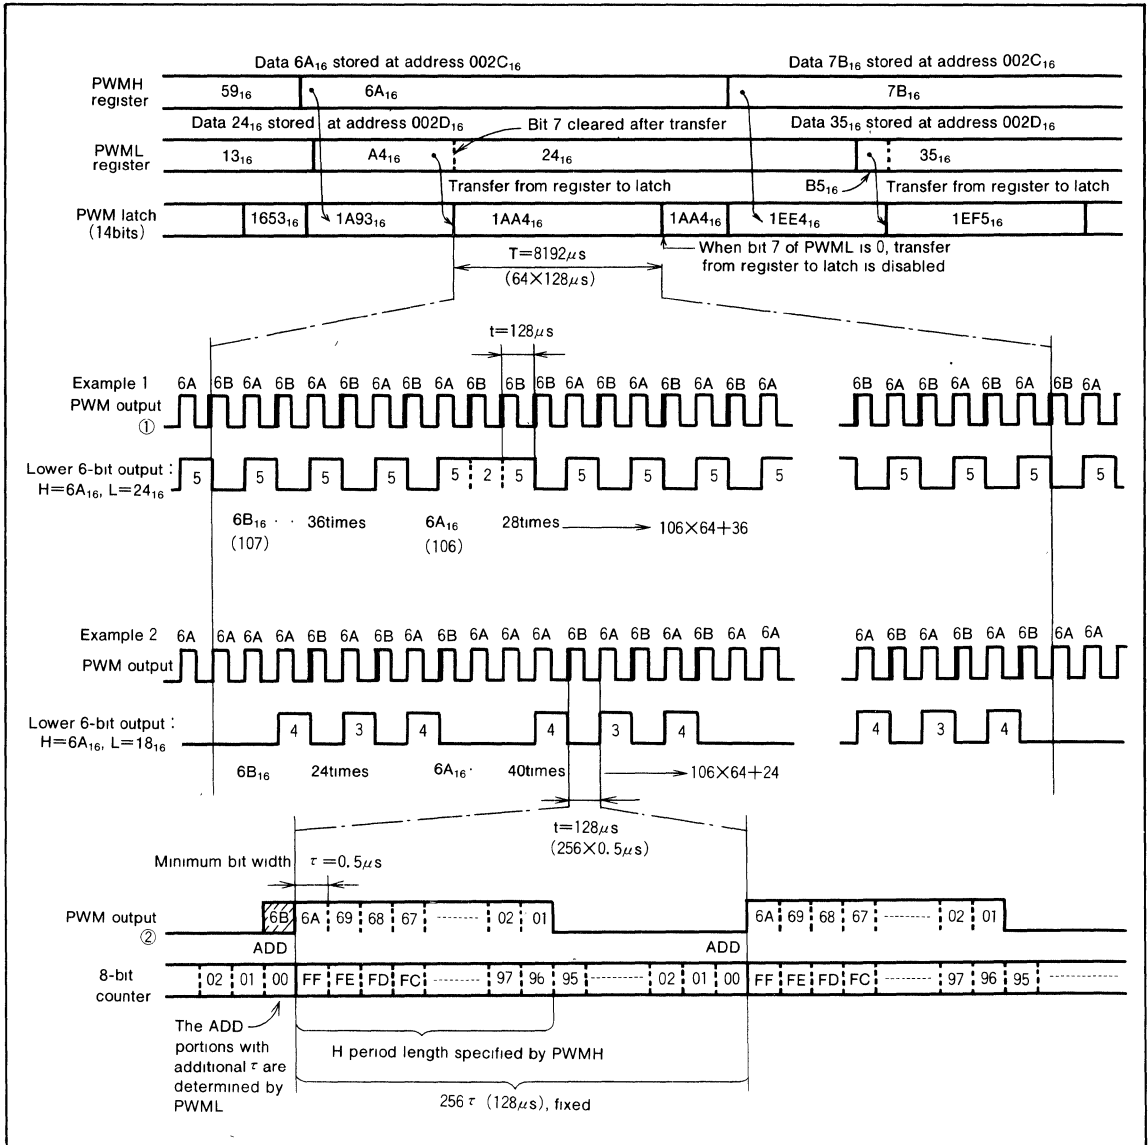 Data 6A₁₆ stored at address 002C₁₆ Data 7B₁₆ stored at address 002C₁₆
PWMH register 59₁₆ 6A₁₆ 7B₁₆
Data 24₁₆ stored at address 002D₁₆ Bit 7 cleared after transfer Data 35₁₆ stored at address 002D₁₆
PWML register 13₁₆ A4₁₆ 24₁₆ 35₁₆
Transfer from register to latch B5₁₆ Transfer from register to latch
PWM latch (14bits) 1653₁₆ 1A93₁₆ 1AA4₁₆ 1AA4₁₆ 1EE4₁₆ 1EF5₁₆
T=8192μs
(64×128μs)
When bit 7 of PWML is 0, transfer
from register to latch is disabled
t=128μs
Example 1 6A 6B 6A 6B 6A 6B 6A 6B 6A 6B 6B 6B 6A 6B 6A 6B 6A 6B 6A 6B 6A 6B 6A 6B 6A 6B 6A
PWM output
①
Lower 6-bit output :
H=6A₁₆, L=24₁₆
5 5 5 5 5 2 5 5 5 5 5 5 5 5
6B₁₆ · · 36times 6A₁₆ 28times 106×64+36
(107) (106)
Example 2 6A 6A 6A 6A 6B 6A 6B 6A 6B 6A 6A 6A 6B 6A 6B 6A 6B 6A 6A 6A 6B 6A 6B 6A 6B 6A 6A
PWM output
Lower 6-bit output :
H=6A₁₆, L=18₁₆
4 3 4 4 3 4 4 3 4
6B₁₆ 24times 6A₁₆ · 40times 106×64+24
t=128μs
(256×0.5μs)
Minimum bit width τ=0.5μs
PWM output 6B 6A 69 68 67 02 01 6A 69 68 67 02 01
②
ADD ADD
8-bit counter 02 01 00 FF FE FD FC 97 96 95 02 01 00 FF FE FD FC 97 96 95
The ADD
portions with
additional τ are
determined by
PWML
H period length specified by PWMH
256τ (128μs), fixed